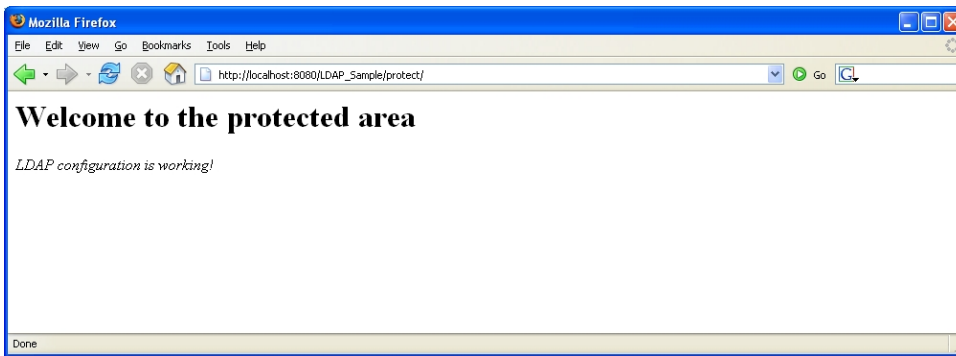 Mozilla Firefox
File Edit View Go Bookmarks Tools Help
http://localhost:8080/LDAP_Sample/protect/ Go G
Welcome to the protected area
LDAP configuration is working!
Done